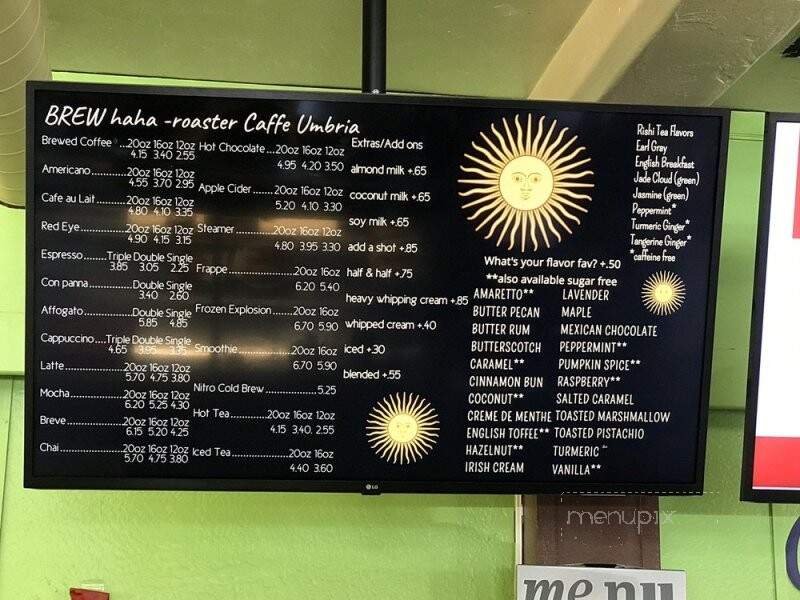 BREW haha -roaster Caffe Umbria
Brewed Coffee ...20oz 16oz 12oz
4.15 3.40 2.55
Americano...............20oz 16oz 12oz
4.55 3.70 2.95
Cafe au Lait..............20oz 16oz 12oz
4.80 4.10 3.35
Red Eye...................20oz 16oz 12oz
4.90 4.15 3.15
Espresso.......Triple Double Single
3.85 3.05 2.25
Con panna...............Double Single
3.40 2.60
Affogato..................Double Single
5.85 4.85
Cappuccino....Triple Double Single
4.65 3.95 3.35
Latte........................20oz 16oz 12oz
5.70 4.75 3.80
Mocha.....................20oz 16oz 12oz
6.20 5.25 4.30
Breve.......................20oz 16oz 12oz
6.15 5.20 4.25
Chai.........................20oz 16oz 12oz
5.70 4.75 3.80
Hot Chocolate...20oz 16oz 12oz
4.95 4.20 3.50
Apple Cider.......20oz 16oz 12oz
5.20 4.10 3.30
Steamer.............20oz 16oz 12oz
4.80 3.95 3.30
Frappe....................20oz 16oz
6.20 5.40
Frozen Explosion.......20oz 16oz
6.70 5.90
Smoothie.................20oz 16oz
6.70 5.90
Nitro Cold Brew................5.25
Hot Tea..............20oz 16oz 12oz
4.15 3.40. 2.55
Iced Tea..................20oz 16oz
4.40 3.60
Extras/Add ons
almond milk +.65
coconut milk +.65
soy milk +.65
add a shot +.85
half & half +.75
heavy whipping cream +.85
whipped cream +.40
iced +.30
blended +.55
What's your flavor fav? +.50
**also available sugar free
AMARETTO**
BUTTER PECAN
BUTTER RUM
BUTTERSCOTCH
CARAMEL**
CINNAMON BUN
COCONUT**
CREME DE MENTHE
ENGLISH TOFFEE**
HAZELNUT**
IRISH CREAM
LAVENDER
MAPLE
MEXICAN CHOCOLATE
PEPPERMINT**
PUMPKIN SPICE**
RASPBERRY**
SALTED CARAMEL
TOASTED MARSHMALLOW
TOASTED PISTACHIO
TURMERIC
VANILLA**
Rishi Tea Flavors
Earl Gray
English Breakfast
Jade Cloud (green)
Jasmine (green)
Peppermint*
Turmeric Ginger*
Tangerine Ginger*
*caffeine free
LG
menupix
menu